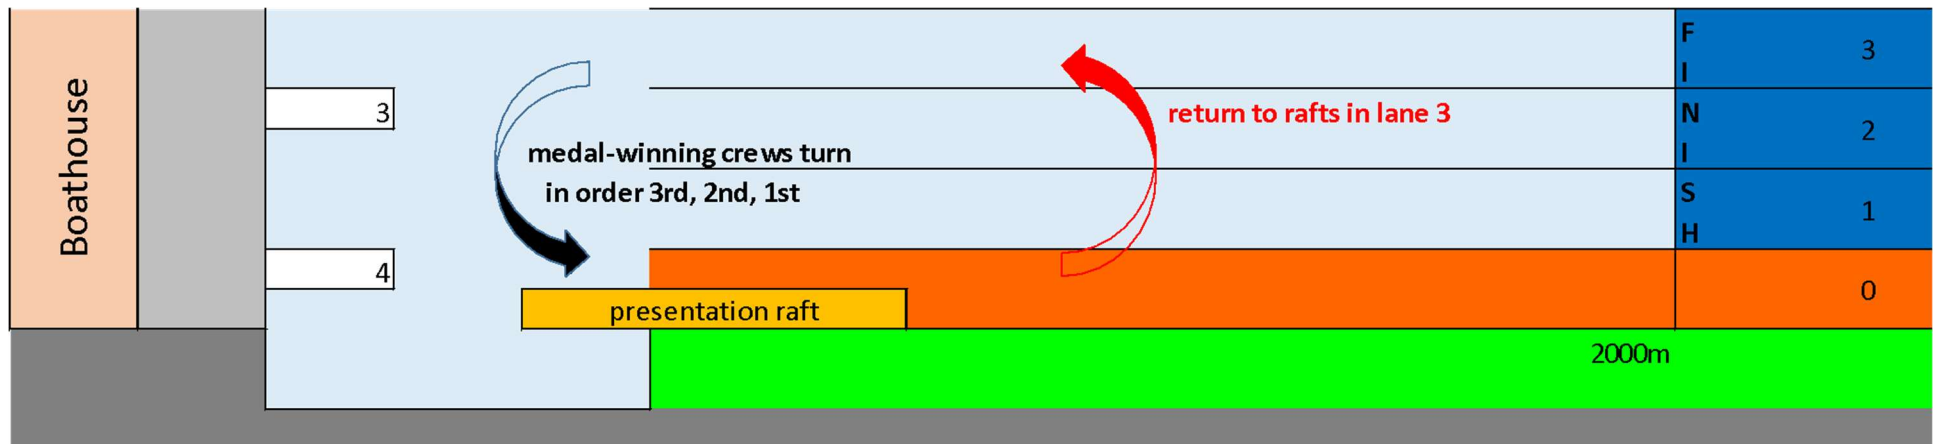 Boathouse
3
4
medal-winning crews turn
in order 3rd, 2nd, 1st
presentation raft
return to rafts in lane 3
FINISH
3
2
1
0
2000m